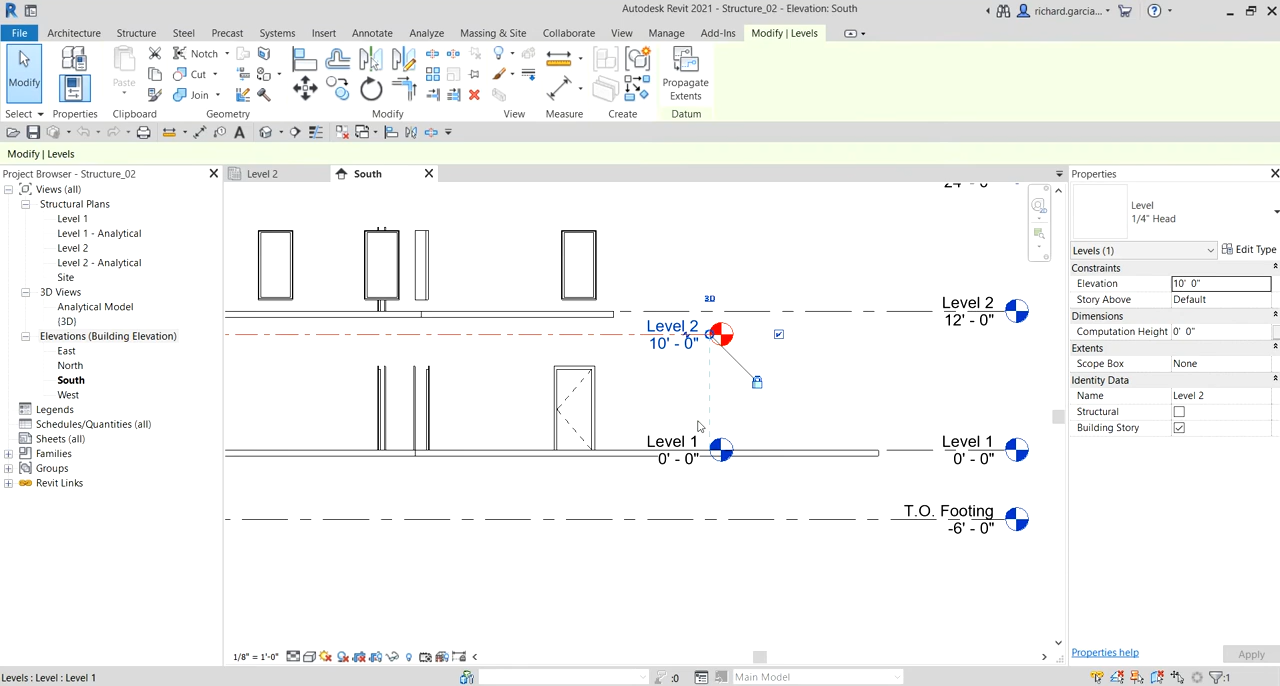 Autodesk Revit 2021 - Structure_02 - Elevation: South
richard.garcia...
File Architecture Structure Steel Precast Systems Insert Annotate Analyze Massing & Site Collaborate View Manage Add-Ins Modify | Levels
Modify
Paste
Notch
Cut
Join
Propagate
Extents
Select Properties Clipboard Geometry Modify View Measure Create Datum
Modify | Levels
Project Browser - Structure_02
Views (all)
Structural Plans
Level 1
Level 1 - Analytical
Level 2
Level 2 - Analytical
Site
3D Views
Analytical Model
{3D}
Elevations (Building Elevation)
East
North
South
West
Legends
Schedules/Quantities (all)
Sheets (all)
Families
Groups
Revit Links
Level 2
South
24' - 0"
2D
3D
Level 2
12' - 0"
Level 2
10' - 0"
Level 1
0' - 0"
Level 1
0' - 0"
T.O. Footing
-6' - 0"
1/8" = 1'-0"
Properties
Level
1/4" Head
Levels (1)
Edit Type
Constraints
Elevation 10' 0"
Story Above Default
Dimensions
Computation Height 0' 0"
Extents
Scope Box None
Identity Data
Name Level 2
Structural
Building Story
Properties help
Apply
Levels : Level : Level 1
:0
Main Model
:1